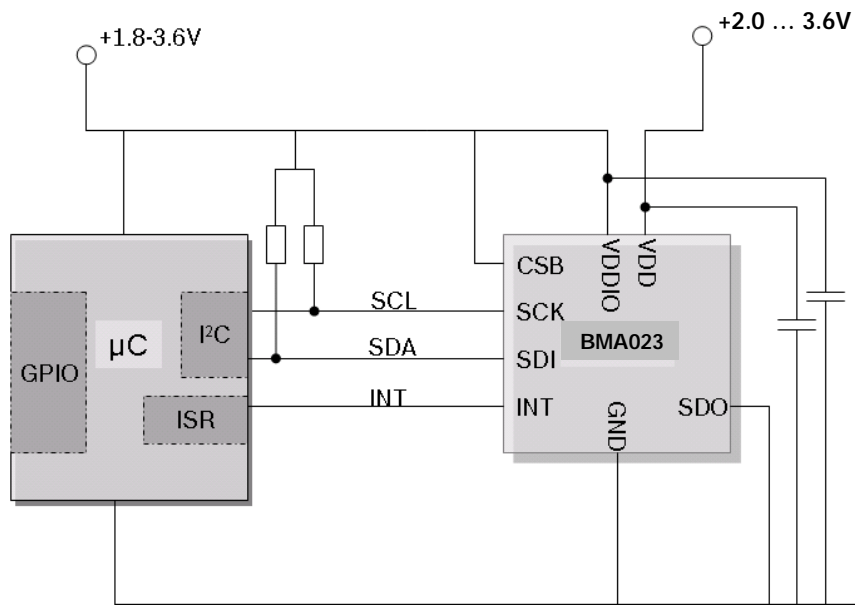 +1.8-3.6V
+2.0 ... 3.6V
CSB
VDDIO
VDD
SCL
SCK
I²C
µC
BMA023
GPIO
SDA
SDI
INT
INT
GND
SDO
ISR